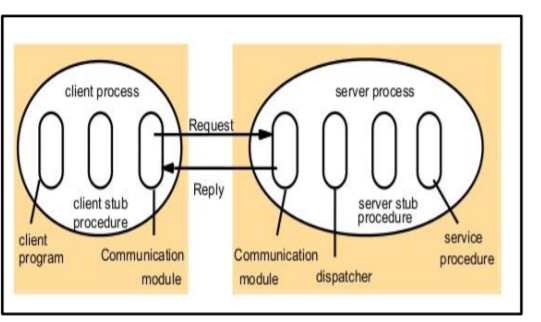 client process
server process
Request
Reply
client stub
procedure
server stub
procedure
client
program
Communication
module
Communication
module
dispatcher
service
procedure